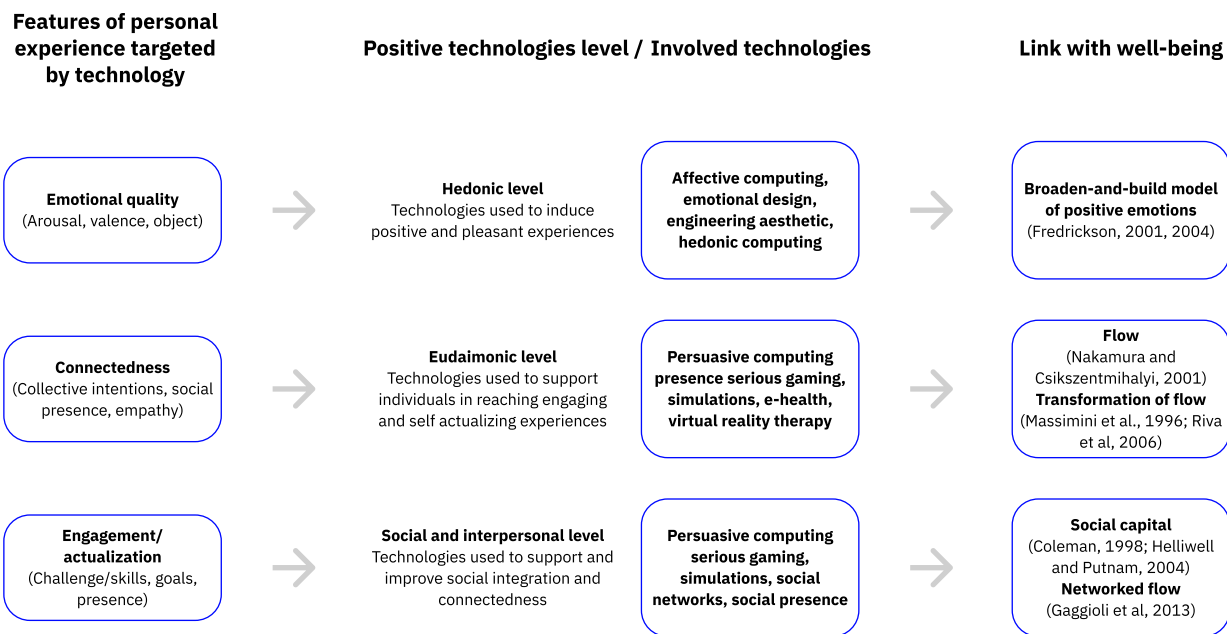 Features of personal
experience targeted
by technology
Positive technologies level / Involved technologies
Link with well-being
Emotional quality
(Arousal, valence, object)
Hedonic level
Technologies used to induce
positive and pleasant experiences
Affective computing,
emotional design,
engineering aesthetic,
hedonic computing
Broaden-and-build model
of positive emotions
(Fredrickson, 2001, 2004)
Connectedness
(Collective intentions, social
presence, empathy)
Eudaimonic level
Technologies used to support
individuals in reaching engaging
and self actualizing experiences
Persuasive computing
presence serious gaming,
simulations, e-health,
virtual reality therapy
Flow
(Nakamura and
Csikszentmihalyi, 2001)
Transformation of flow
(Massimini et al., 1996; Riva
et al, 2006)
Engagement/
actualization
(Challenge/skills, goals,
presence)
Social and interpersonal level
Technologies used to support and
improve social integration and
connectedness
Persuasive computing
serious gaming,
simulations, social
networks, social presence
Social capital
(Coleman, 1998; Helliwell
and Putnam, 2004)
Networked flow
(Gaggioli et al, 2013)